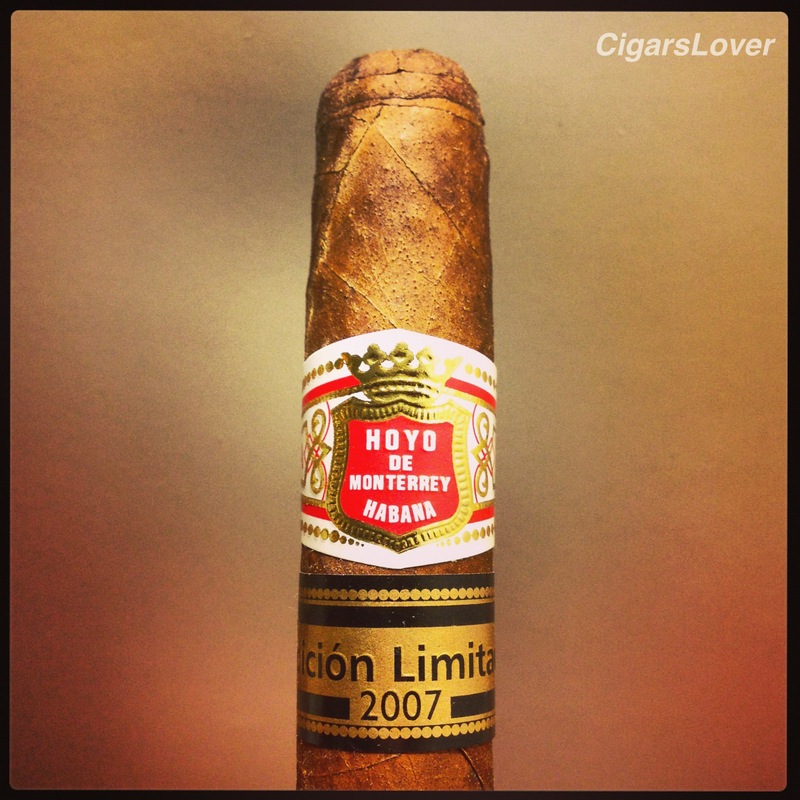 CigarsLover
HOYO
DE
MONTERREY
HABANA
ición Limita
2007